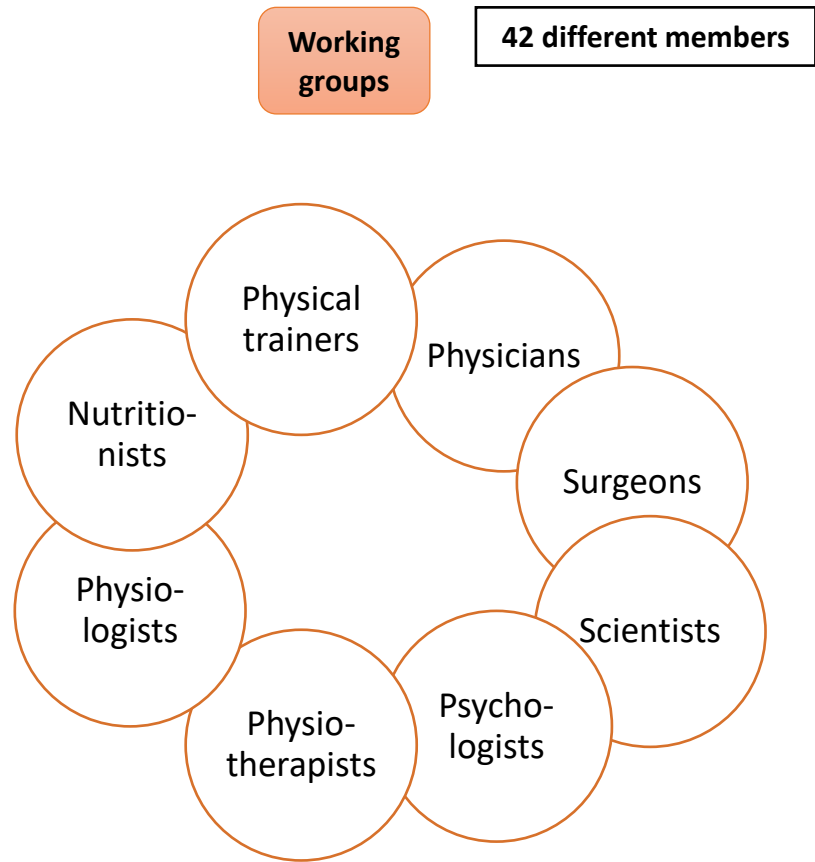 Working
groups
42 different members
Physical
trainers
Physicians
Nutritio-
nists
Surgeons
Physio-
logists
Scientists
Physio-
therapists
Psycho-
logists